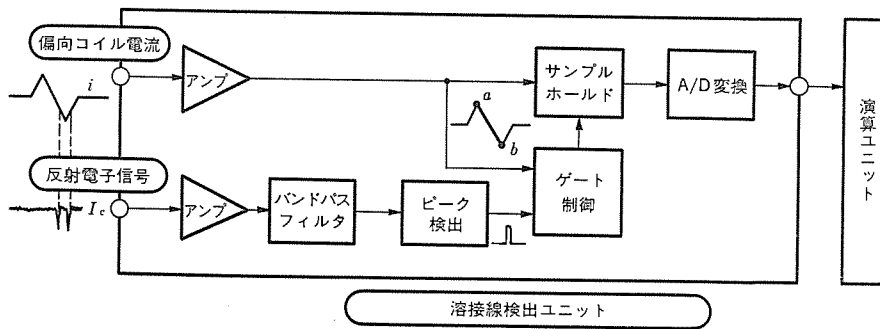 偏向コイル電流
i
アンプ
a
b
サンプル
ホールド
A/D変換
演算ユニット
反射電子信号
Ic
アンプ
バンドパス
フィルタ
ピーク
検出
ゲート
制御
溶接線検出ユニット